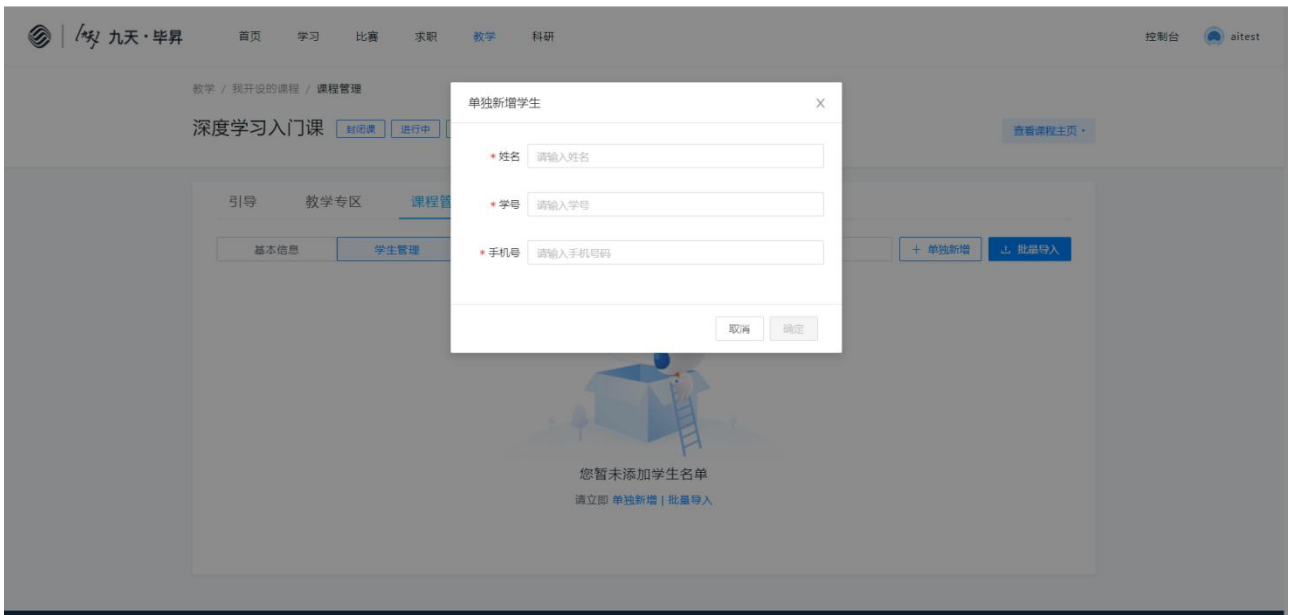 九天·毕昇 首页 学习 比赛 求职 教学 科研 控制台 aitest
教学 / 我开设的课程 / 课程管理
深度学习入门课 封闭课 进行中 查看课程主页
单独新增学生
* 姓名 请输入姓名
* 学号 请输入学号
* 手机号 请输入手机号码
取消 确定
引导 教学专区 课程管
基本信息 学生管理 + 单独新增 批量导入
您暂未添加学生名单
请立即 单独新增 | 批量导入